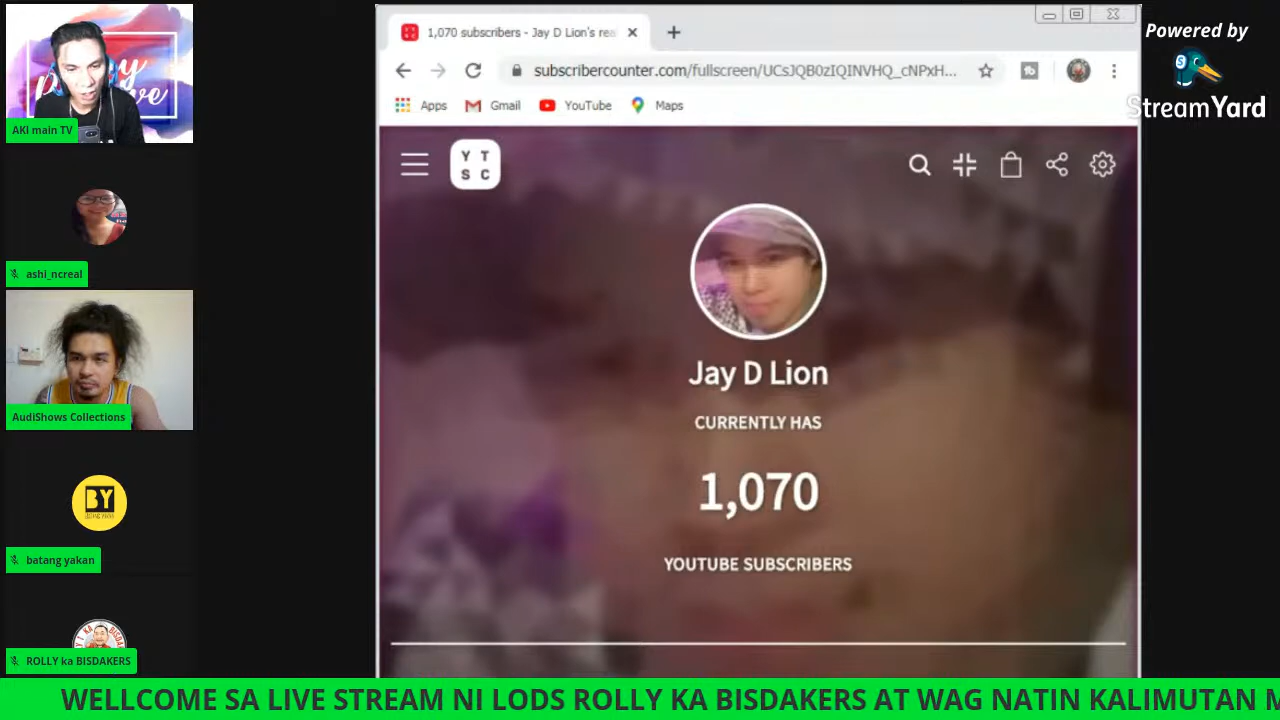 AKI main TV
ashi_ncreal
AudiShows Collections
BY
batang yakan
ROLLY ka BISDAKERS
1,070 subscribers - Jay D Lion's rea
subscribercounter.com/fullscreen/UCsJQB0zIQINVHQ_cNPxH...
Apps
Gmail
YouTube
Maps
Y T
S C
Jay D Lion
CURRENTLY HAS
1,070
YOUTUBE SUBSCRIBERS
Powered by
StreamYard
WELLCOME SA LIVE STREAM NI LODS ROLLY KA BISDAKERS AT WAG NATIN KALIMUTAN M